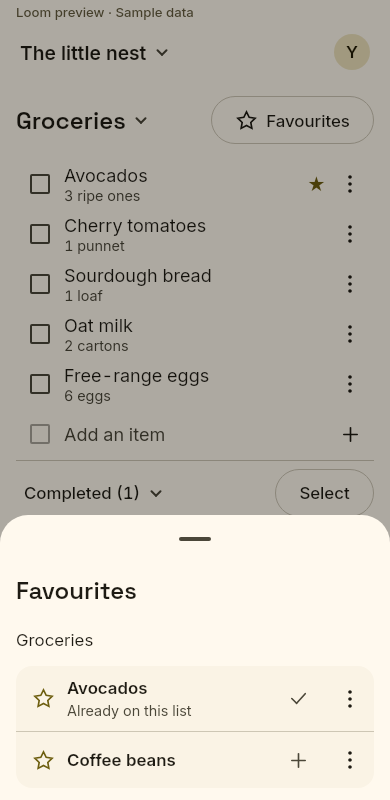 Loom preview · Sample data
The little nest
Y
Groceries
Favourites
Avocados
3 ripe ones
Cherry tomatoes
1 punnet
Sourdough bread
1 loaf
Oat milk
2 cartons
Free-range eggs
6 eggs
Add an item
Completed (1)
Select
Favourites
Groceries
Avocados
Already on this list
Coffee beans